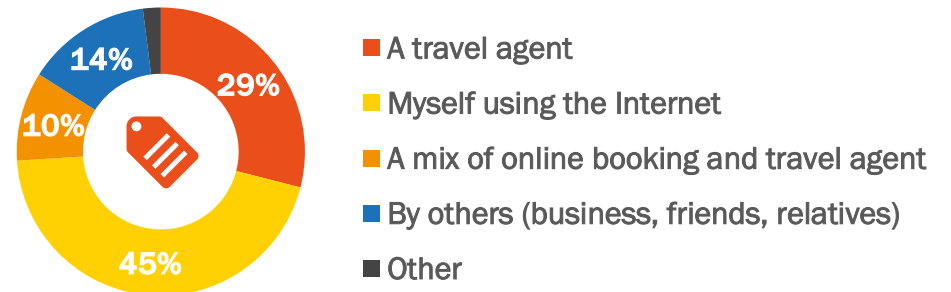 14%
29%
10%
45%
A travel agent
Myself using the Internet
A mix of online booking and travel agent
By others (business, friends, relatives)
Other